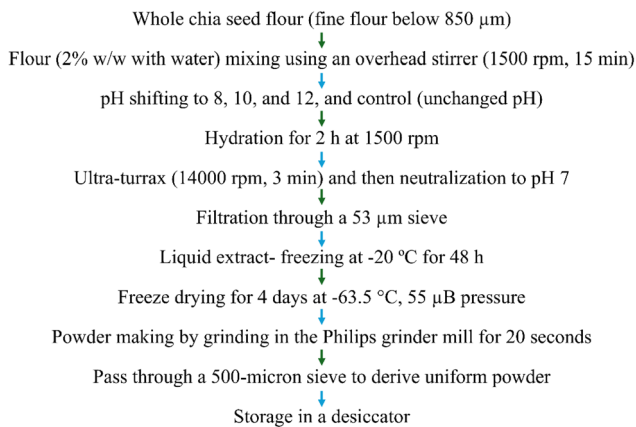 Whole chia seed flour (fine flour below 850 μm)
Flour (2% w/w with water) mixing using an overhead stirrer (1500 rpm, 15 min)
pH shifting to 8, 10, and 12, and control (unchanged pH)
Hydration for 2 h at 1500 rpm
Ultra-turrax (14000 rpm, 3 min) and then neutralization to pH 7
Filtration through a 53 μm sieve
Liquid extract- freezing at -20 ºC for 48 h
Freeze drying for 4 days at -63.5 °C, 55 μB pressure
Powder making by grinding in the Philips grinder mill for 20 seconds
Pass through a 500-micron sieve to derive uniform powder
Storage in a desiccator